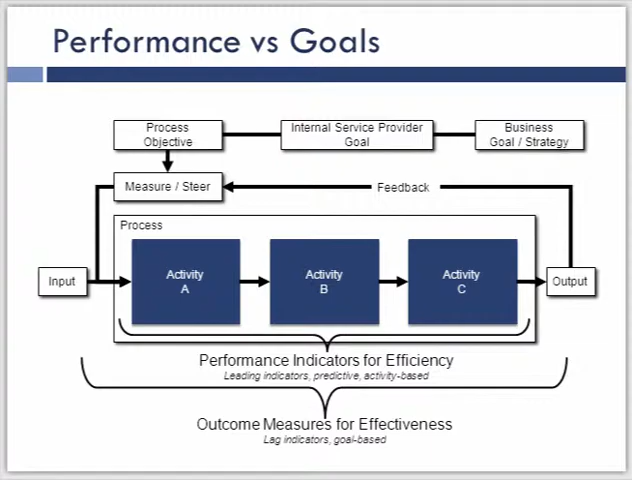 Performance vs Goals
Process
Objective
Internal Service Provider
Goal
Business
Goal / Strategy
Measure / Steer
Feedback
Process
Input
Activity
A
Activity
B
Activity
C
Output
Performance Indicators for Efficiency
Leading indicators, predictive, activity-based
Outcome Measures for Effectiveness
Lag indicators, goal-based